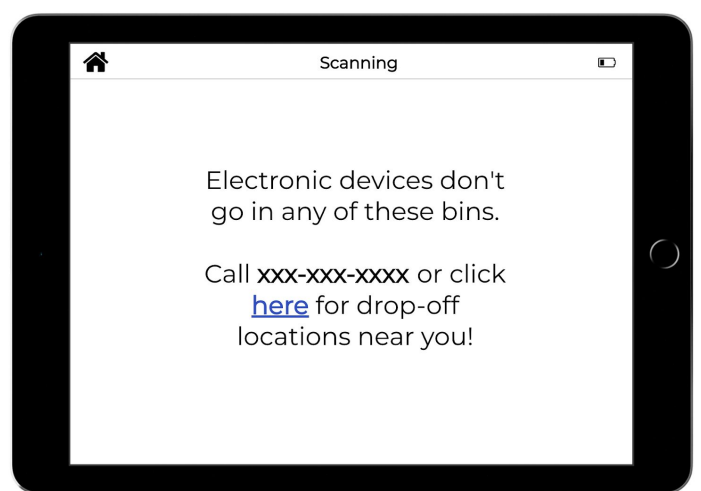 Scanning
Electronic devices don't
go in any of these bins.
Call xxx-xxx-xxxx or click
here for drop-off
locations near you!